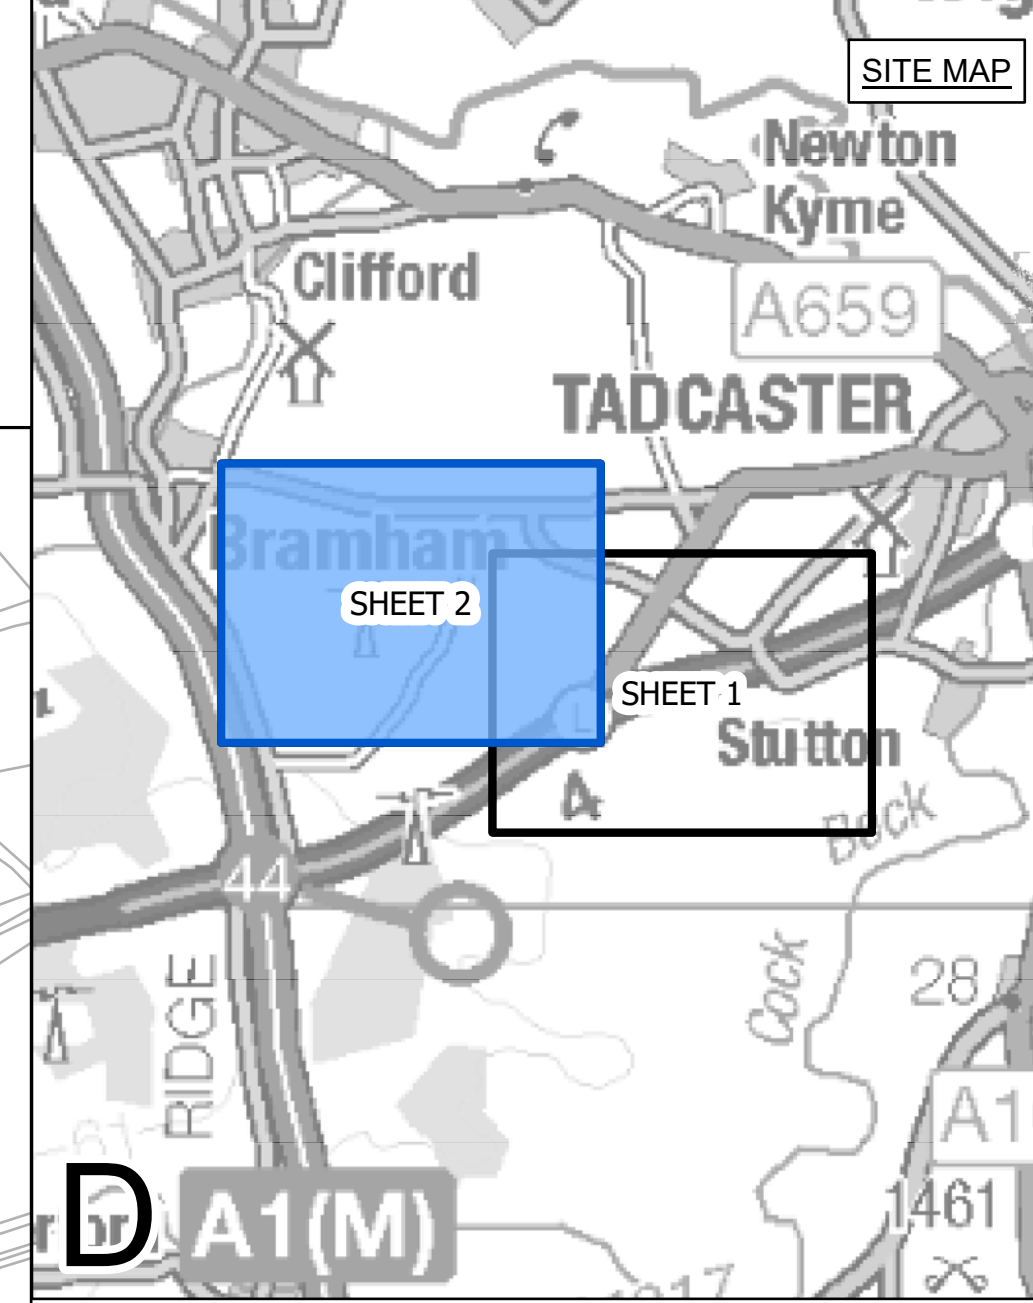 SITE MAP
Newton
Kyme
Clifford
A659
TADCASTER
Bramham
SHEET 2
SHEET 1
Stutton
Beck
44
Cock
28
RIDGE
61
A1
D
A1(M)
1461